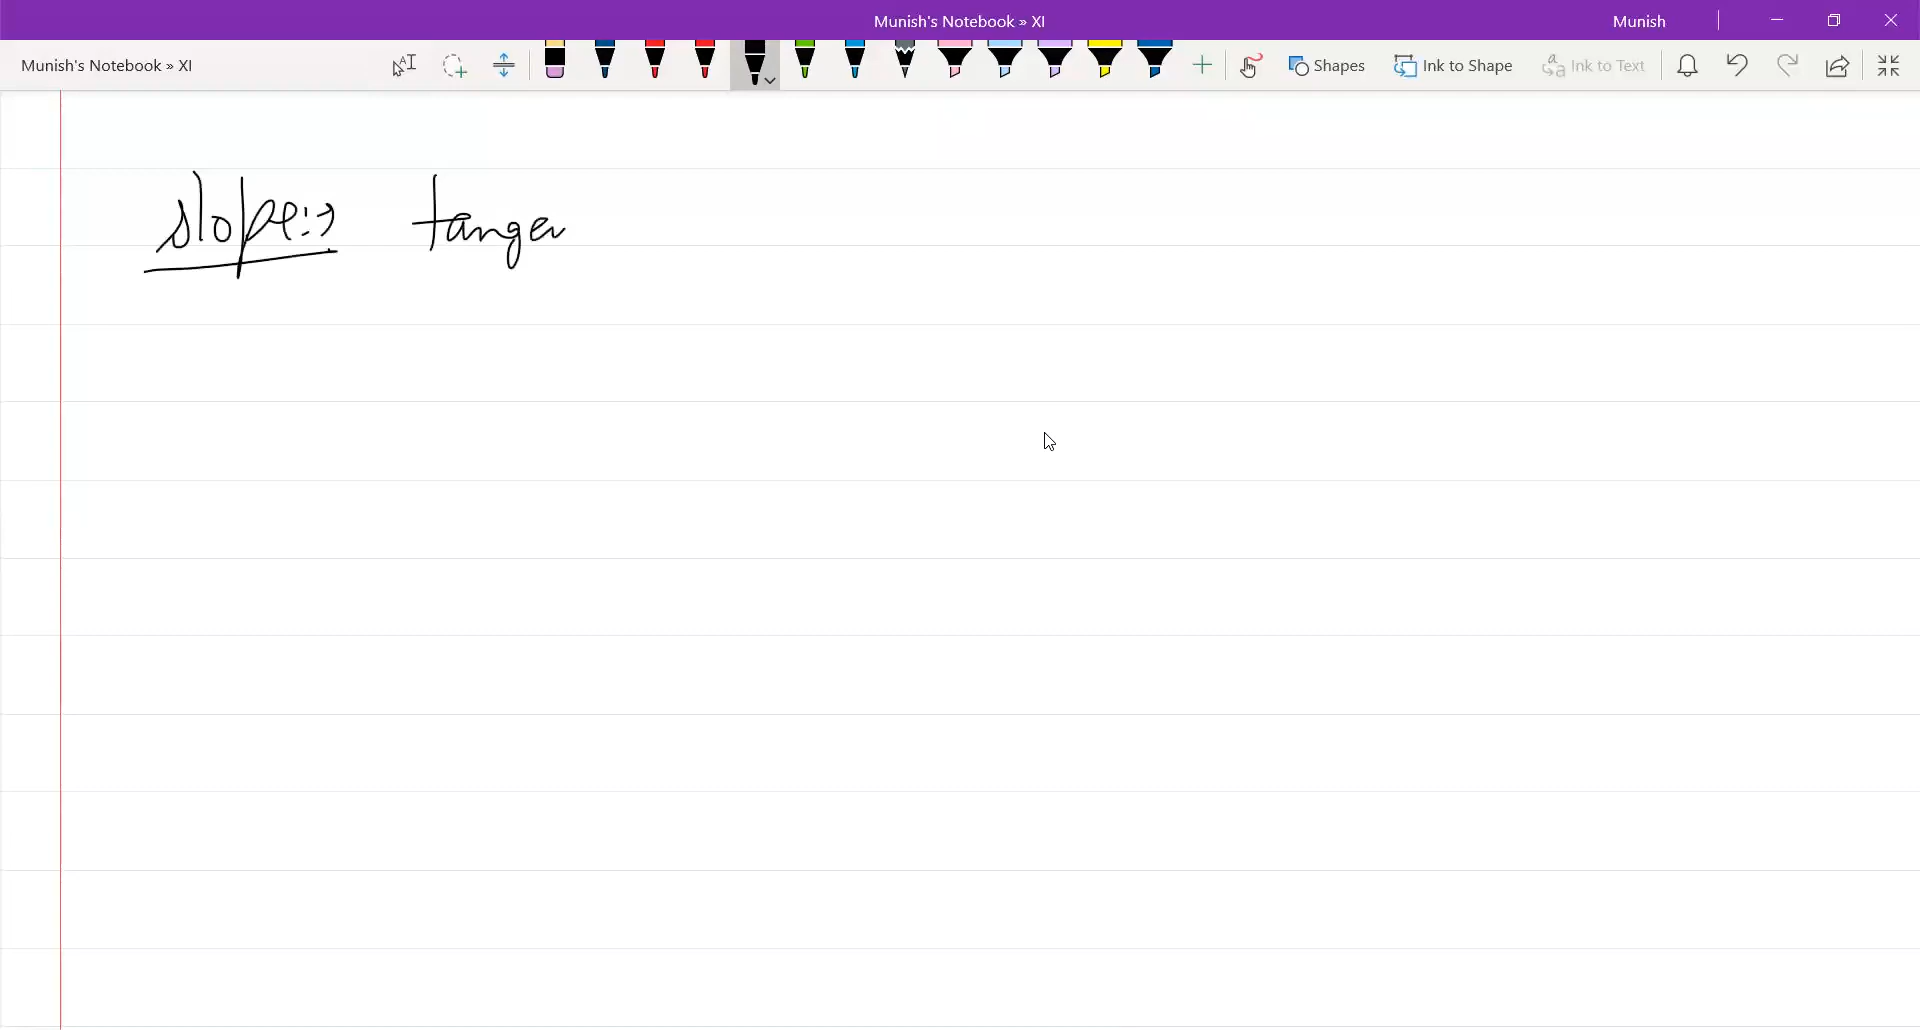 Munish's Notebook » XI
Munish
Munish's Notebook » XI
Shapes
Ink to Shape
Ink to Text
slope:→ tangen